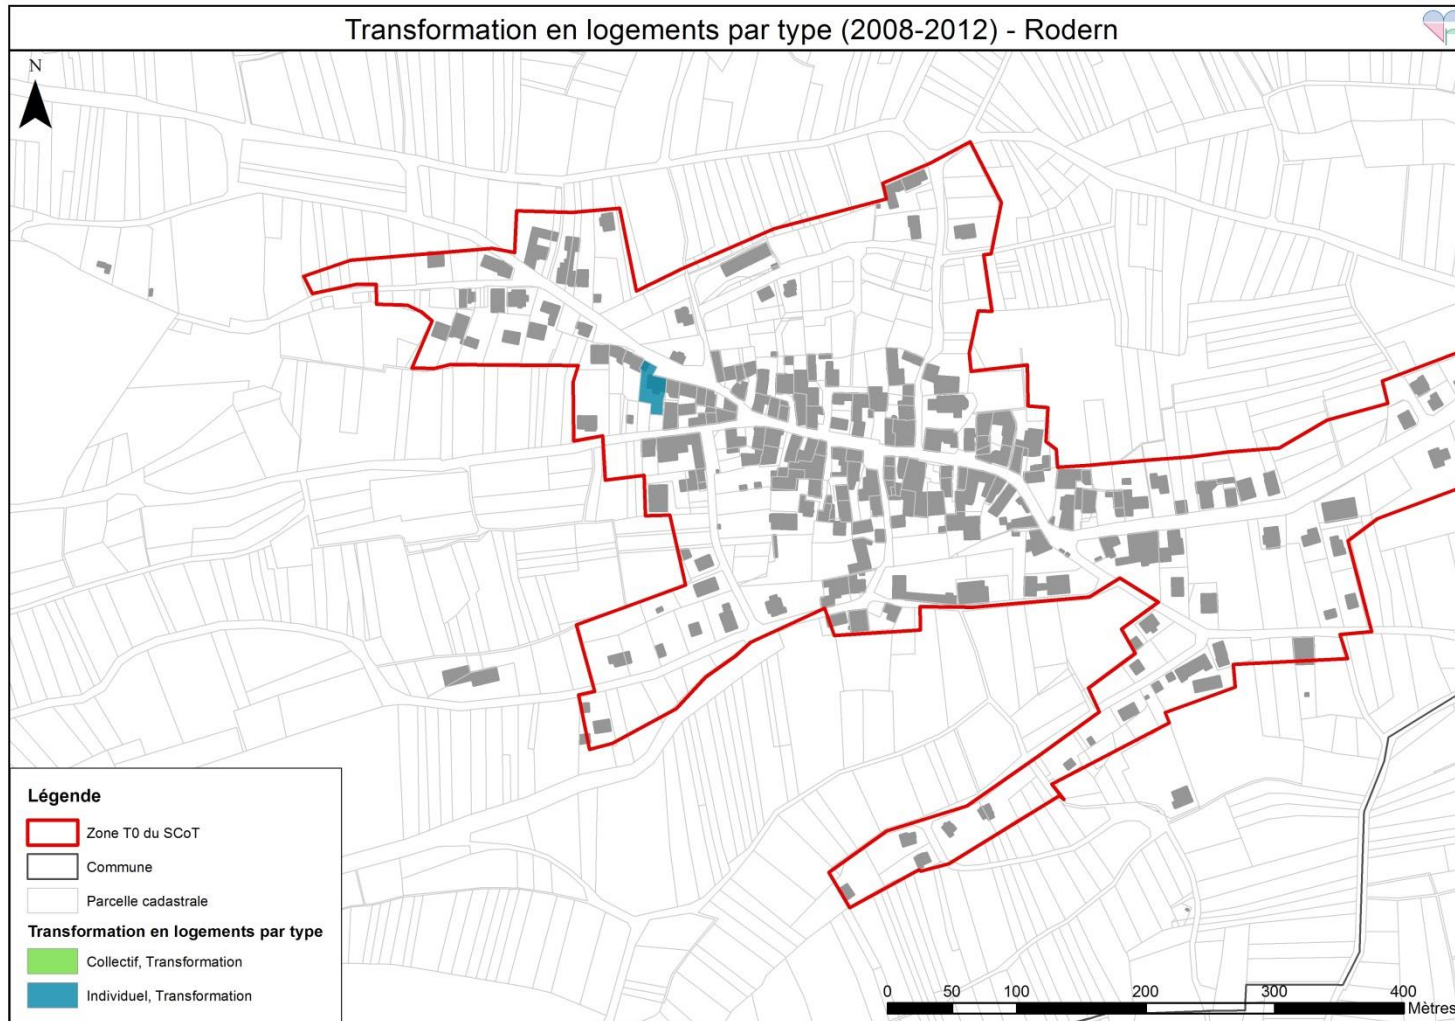 Transformation en logements par type (2008-2012) - Rodern
N
Légende
Zone T0 du SCoT
Commune
Parcelle cadastrale
Transformation en logements par type
Collectif, Transformation
Individuel, Transformation
0 50 100 200 300 400
Mètres